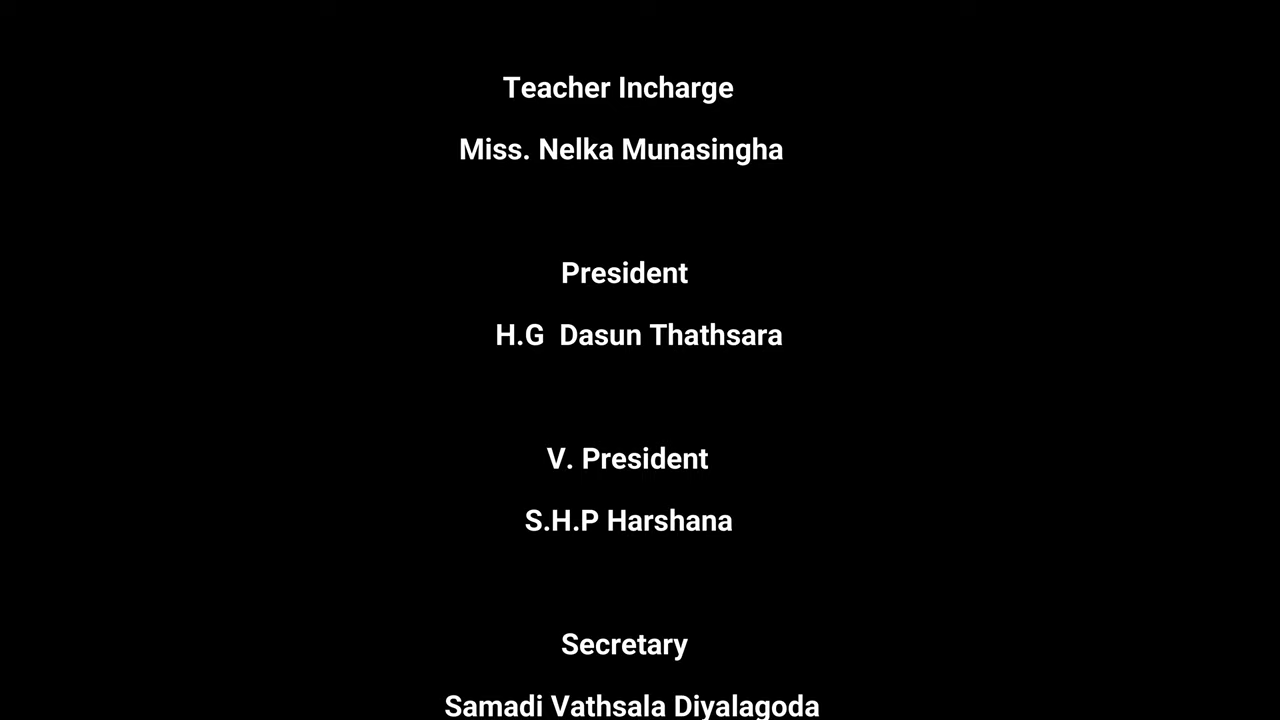 Teacher Incharge
Miss. Nelka Munasingha
President
H.G  Dasun Thathsara
V. President
S.H.P Harshana
Secretary
Samadi Vathsala Diyalagoda